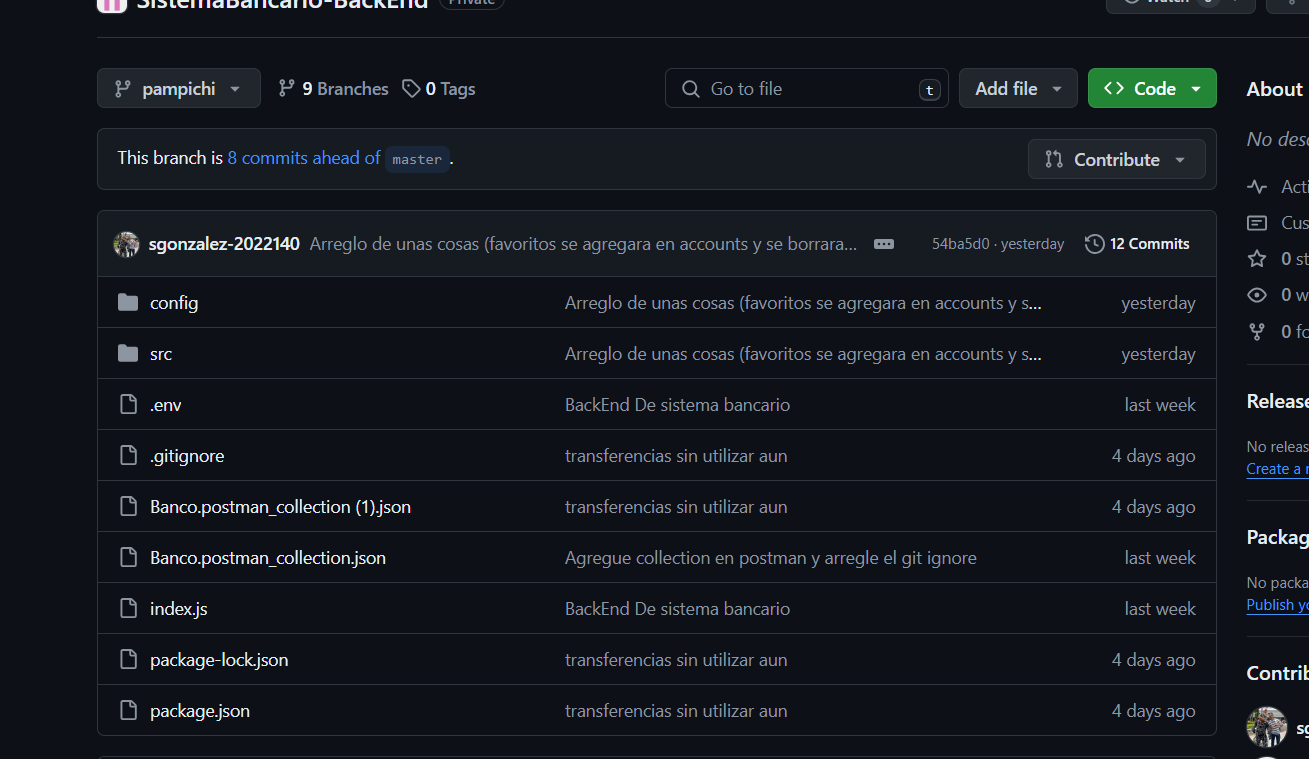 SistemaBancario-BackEnd Private
Watch 0
pampichi 9 Branches 0 Tags Go to file t Add file Code
About
This branch is 8 commits ahead of master .
Contribute
No desc
sgonzalez-2022140 Arreglo de unas cosas (favoritos se agregara en accounts y se borrara... 54ba5d0 · yesterday 12 Commits
config Arreglo de unas cosas (favoritos se agregara en accounts y s... yesterday
src Arreglo de unas cosas (favoritos se agregara en accounts y s... yesterday
.env BackEnd De sistema bancario last week
.gitignore transferencias sin utilizar aun 4 days ago
Banco.postman_collection (1).json transferencias sin utilizar aun 4 days ago
Banco.postman_collection.json Agregue collection en postman y arregle el git ignore last week
index.js BackEnd De sistema bancario last week
package-lock.json transferencias sin utilizar aun 4 days ago
package.json transferencias sin utilizar aun 4 days ago
Acti
Cus
0 st
0 w
0 fo
Release
No releas
Create a r
Packag
No packa
Publish yo
Contrib
sg